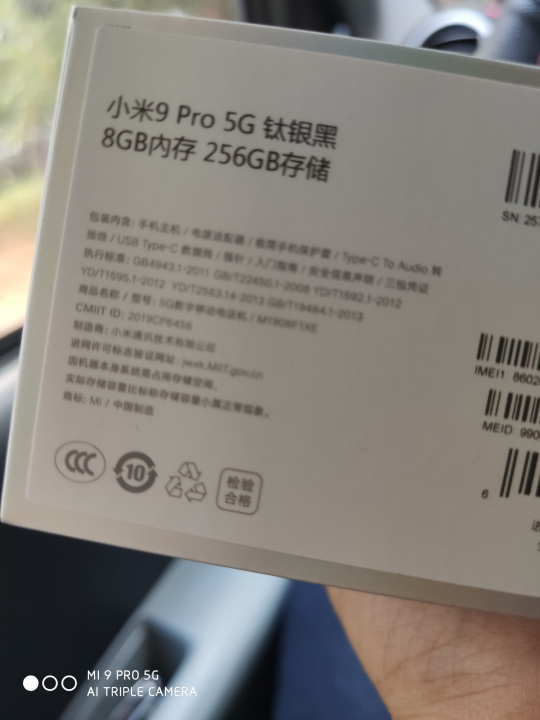 小米9 Pro 5G 钛银黑
8GB内存 256GB存储
包装内含: 手机主机 / 电源适配器 / 极简手机保护套 / Type-C To Audio 转
接线 / USB Type-C 数据线 / 插针 / 入门指南 / 安全信息声明 / 三包凭证
执行标准: GB4943.1-2011 GB/T22450.1-2008 YD/T1592.1-2012
YD/T1595.1-2012 YD/T2583.14-2013 GB/T19484.1-2013
商品名称 / 型号: 5G数字移动电话机 / M1908F1XE
CMIIT ID: 2019CP6456
制造商: 小米通讯技术有限公司
进网许可标志验证网址: jwxk.MIIT.gov.cn
因机器本身系统需占用存储空间,
实际存储容量比标称存储容量小属正常现象。
商标: MI / 中国制造
CCC
10
检验
合格
SN: 257
IMEI1: 8602
MEID: 990
6
MI 9 PRO 5G
AI TRIPLE CAMERA